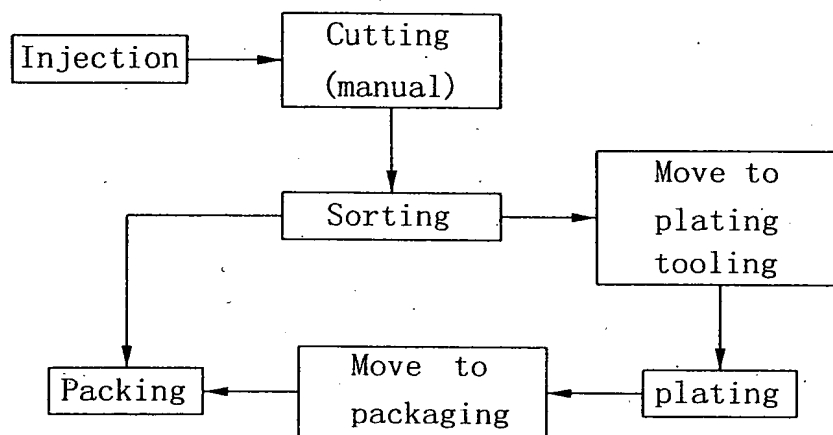 Injection
Cutting
(manual)
Sorting
Move to
plating
tooling
Packing
Move to
packaging
plating